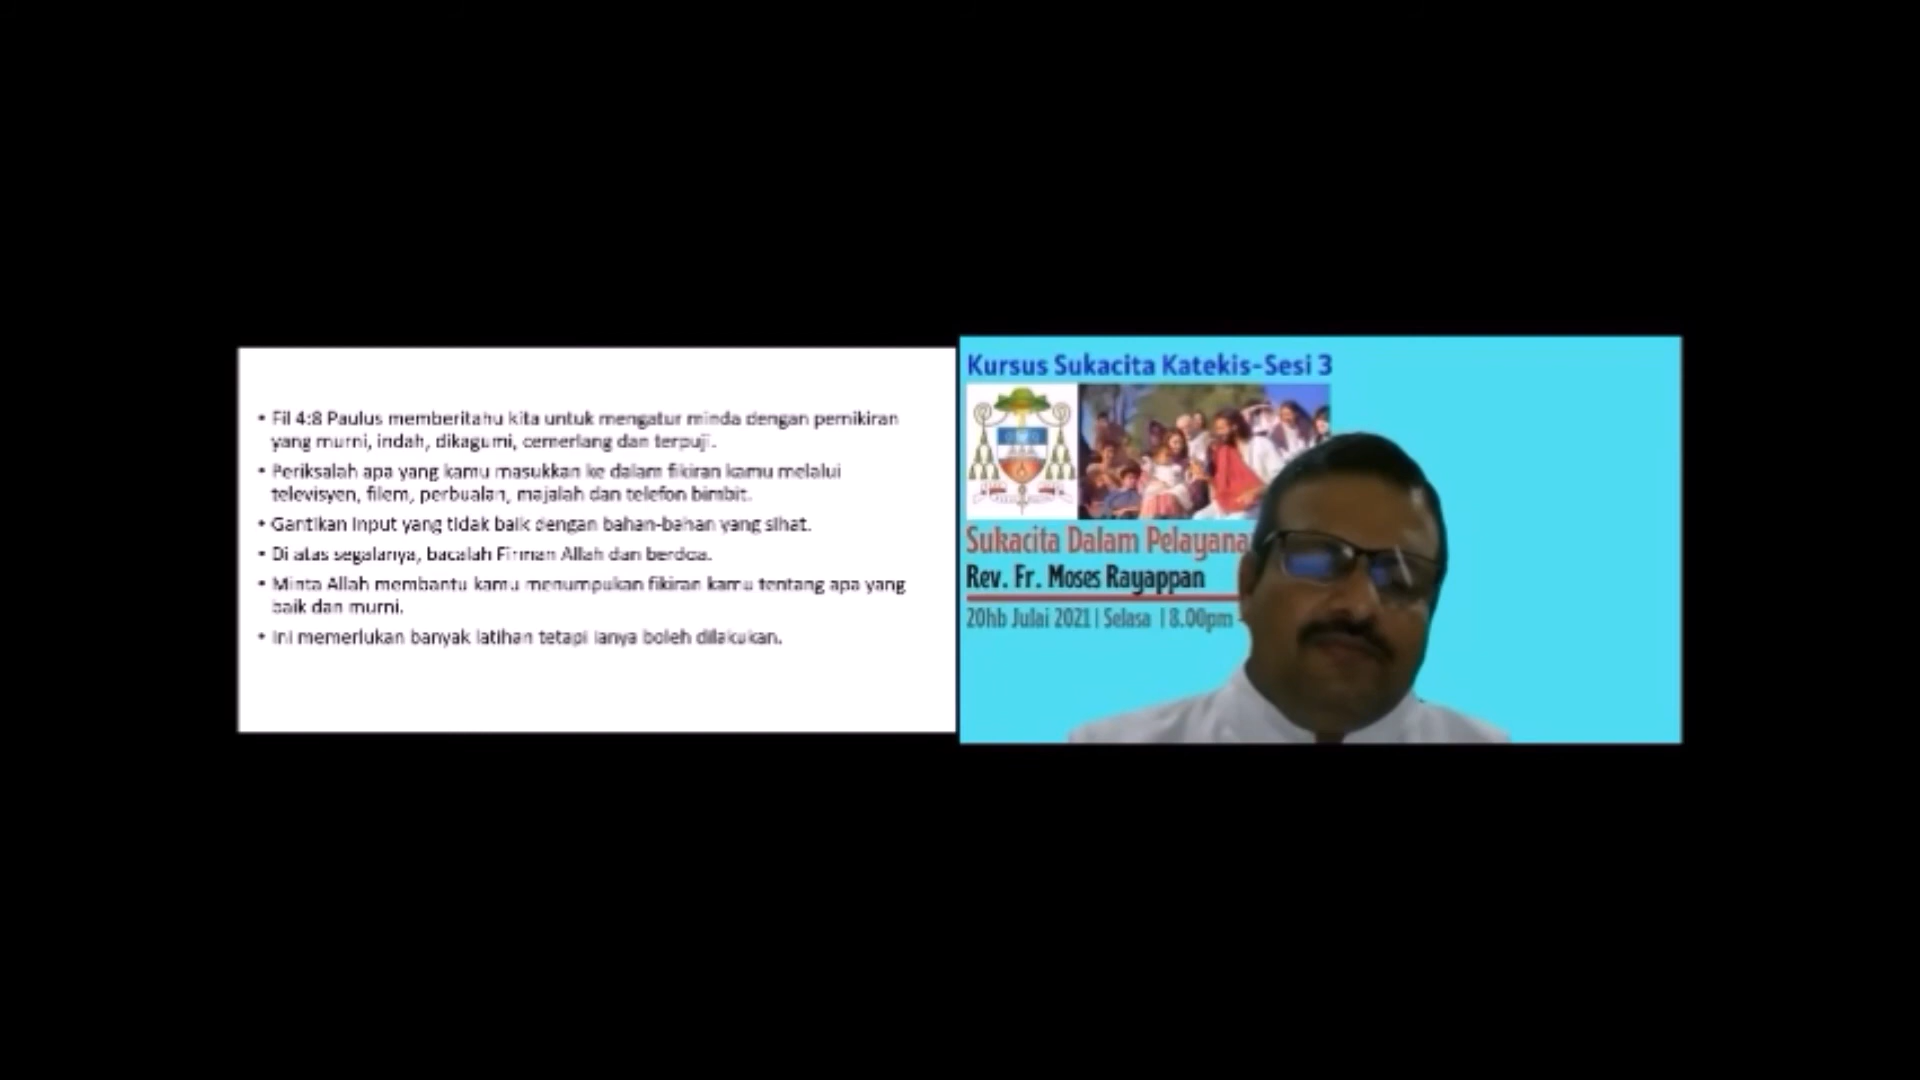 • Fil 4:8 Paulus memberitahu kita untuk mengatur minda dengan pemikiran
yang murni, indah, dikagumi, cemerlang dan terpuji.
• Periksalah apa yang kamu masukkan ke dalam fikiran kamu melalui
televisyen, filem, perbualan, majalah dan telefon bimbit.
• Gantikan input yang tidak baik dengan bahan-bahan yang sihat.
• Di atas segalanya, bacalah Firman Allah dan berdoa.
• Minta Allah membantu kamu menumpukan fikiran kamu tentang apa yang
baik dan murni.
• Ini memerlukan banyak latihan tetapi ianya boleh dilakukan.
Kursus Sukacita Katekis-Sesi 3
Sukacita Dalam Pelayana
Rev. Fr. Moses Rayappan
20hb Julai 2021 | Selasa | 8.00pm -